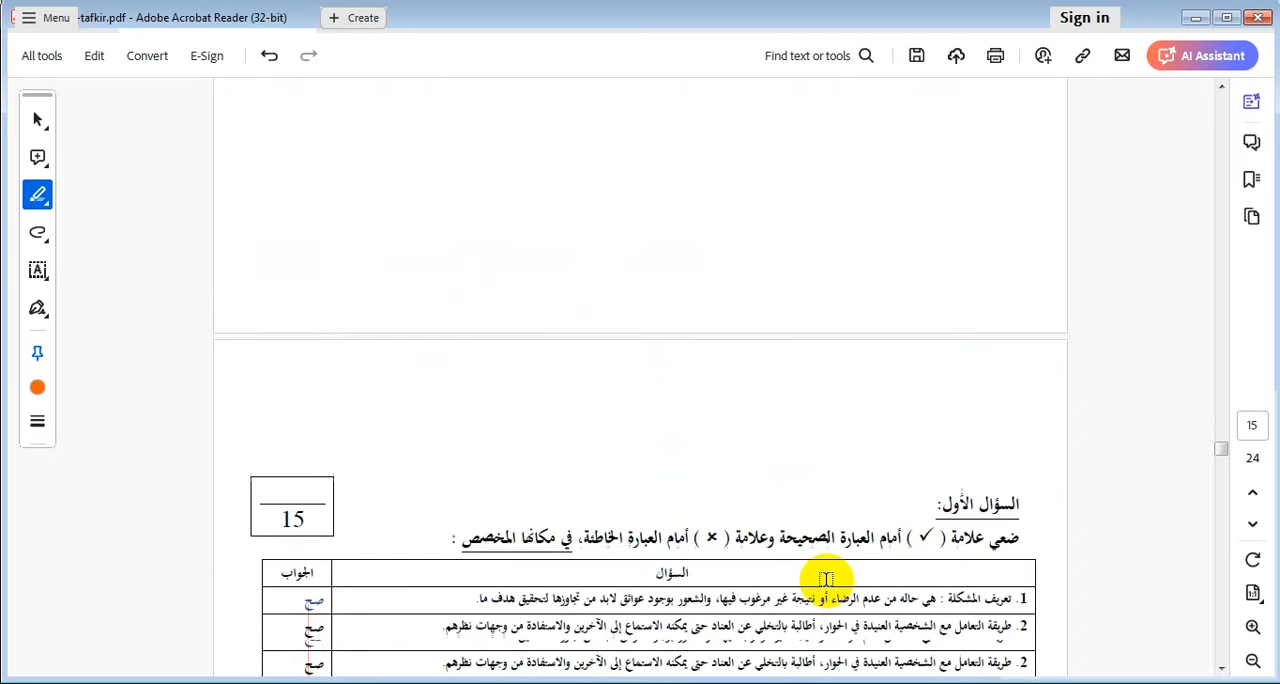 Menu
-tafkir.pdf - Adobe Acrobat Reader (32-bit)
+ Create
Sign in
All tools
Edit
Convert
E-Sign
Find text or tools
AI Assistant
15
24
السؤال الأول:
15
ضعي علامة ( ✓ ) أمام العبارة الصحيحة وعلامة ( × ) أمام العبارة الخاطئة، في مكانها المخصص :
السؤال
الجواب
1. تعريف المشكلة : هي حاله من عدم الرضاء أو نتيجة غير مرغوب فيها، والشعور بوجود عوائق لابد من تجاوزها لتحقيق هدف ما.
صح
2. طريقة التعامل مع الشخصية العنيدة في الحوار، أطالبة بالتخلي عن العناد حتى يمكنه الاستماع إلى الآخرين والاستفادة من وجهات نظرهم.
صح
2. طريقة التعامل مع الشخصية العنيدة في الحوار، أطالبة بالتخلي عن العناد حتى يمكنه الاستماع إلى الآخرين والاستفادة من وجهات نظرهم.
صح